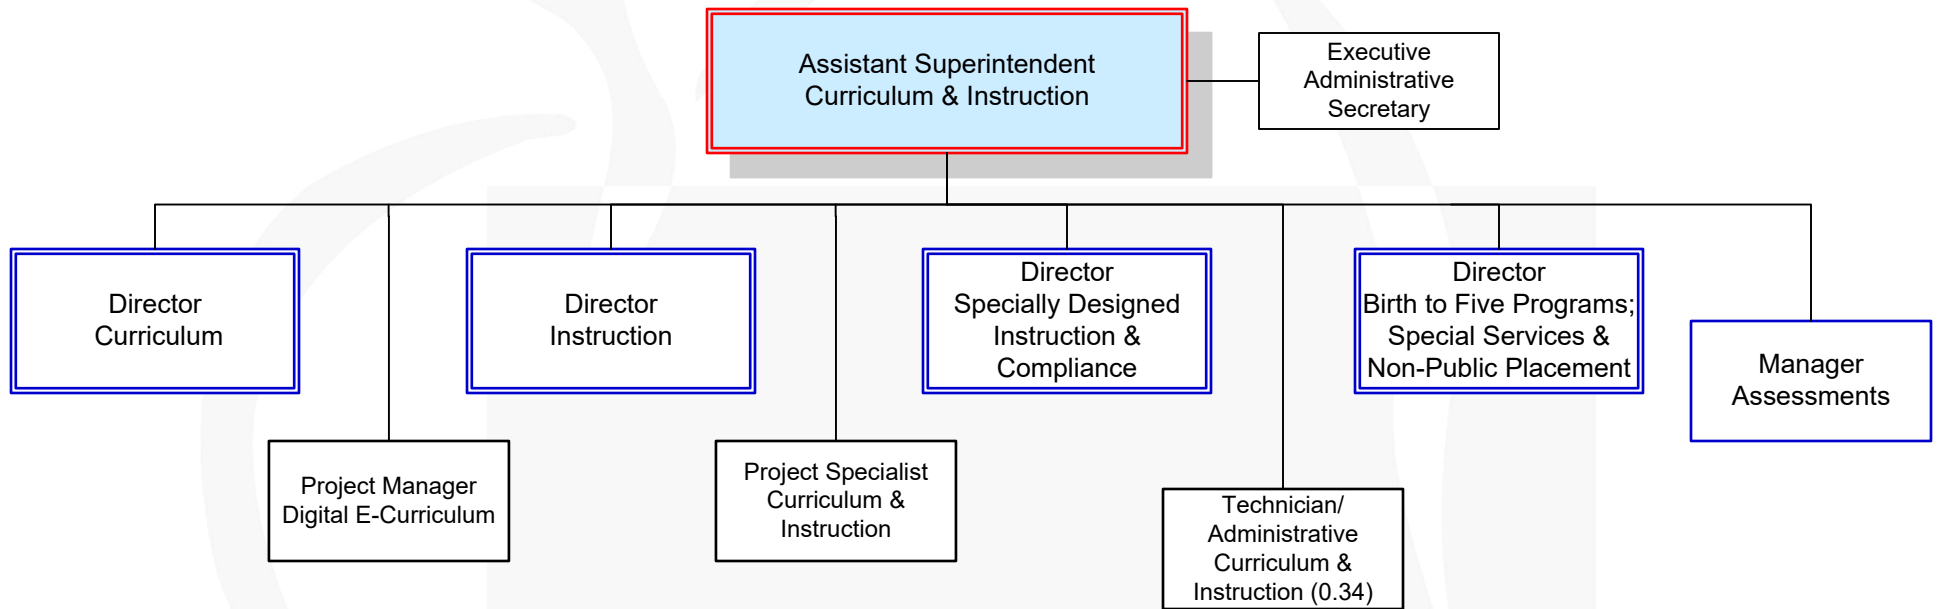 Assistant Superintendent
Curriculum & Instruction
Executive
Administrative
Secretary
Director
Curriculum
Director
Instruction
Director
Specially Designed
Instruction &
Compliance
Director
Birth to Five Programs;
Special Services &
Non-Public Placement
Manager
Assessments
Project Manager
Digital E-Curriculum
Project Specialist
Curriculum &
Instruction
Technician/
Administrative
Curriculum &
Instruction (0.34)